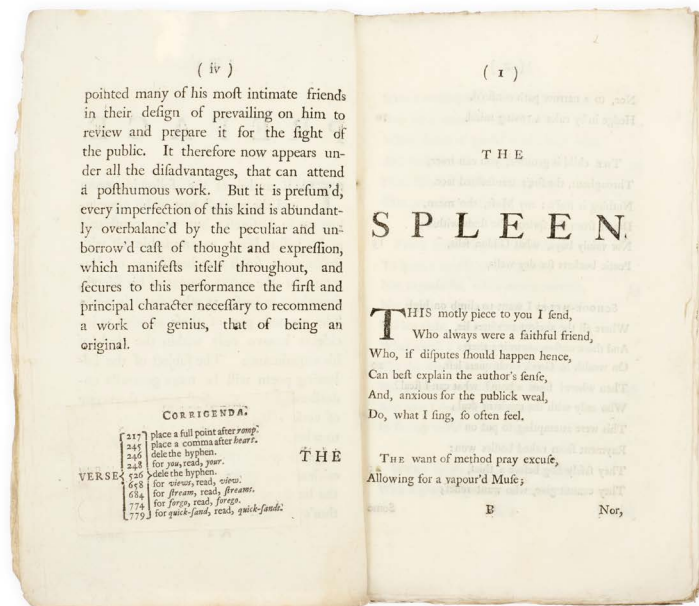 ( iv )
pointed many of his moſt intimate friends
in their deſign of prevailing on him to
review and prepare it for the ſight of
the public. It therefore now appears un-
der all the diſadvantages, that can attend
a poſthumous work. But it is preſum'd,
every imperfection of this kind is abundant-
ly overbalanc'd by the peculiar and un-
borrow'd caſt of thought and expreſſion,
which manifeſts itſelf throughout, and
ſecures to this performance the firſt and
principal character neceſſary to recommend
a work of genius, that of being an
original.
CORRIGENDA.
VERSE
217 place a full point after romp.
245 place a comma after heart.
246 dele the hyphen.
248 for you, read, your.
526 dele the hyphen.
658 for views, read, view.
684 for ſtream, read, ſtreams.
774 for forgo, read, forego.
779 for quick-ſand, read, quick-ſands.
THE
( 1 )
THE
SPLEEN.
THIS motly piece to you I ſend,
Who always were a faithful friend,
Who, if diſputes ſhould happen hence,
Can beſt explain the author's ſenſe,
And, anxious for the publick weal,
Do, what I ſing, ſo often feel.
THE want of method pray excuſe,
Allowing for a vapour'd Muſe;
B
Nor,